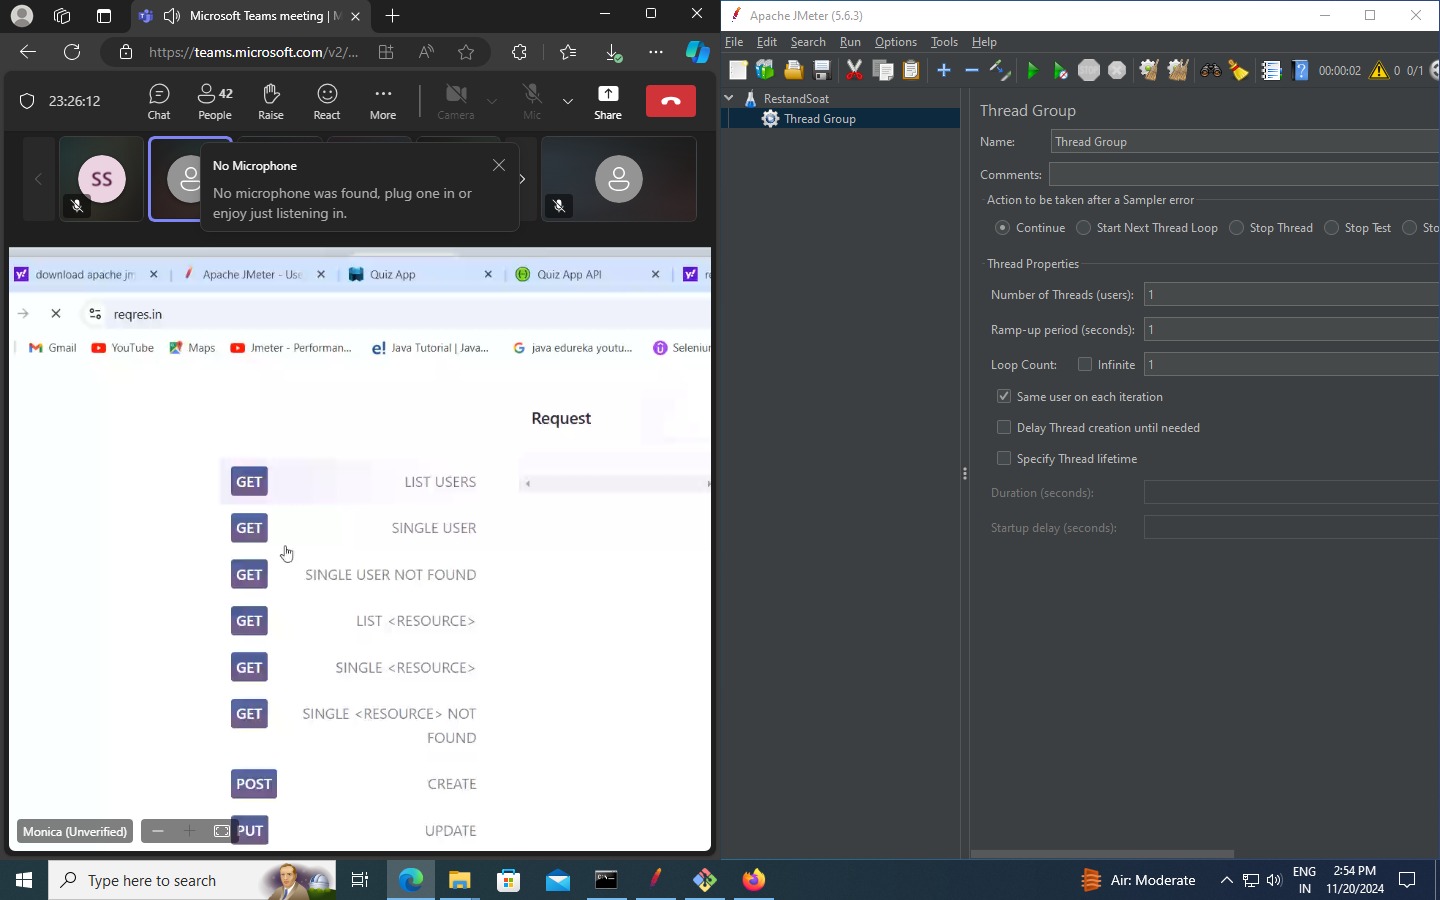 Microsoft Teams meeting | M
https://teams.microsoft.com/v2/...
23:26:12
Chat
42
People
Raise
React
More
Camera
Mic
Share
SS
No Microphone
No microphone was found, plug one in or
enjoy just listening in.
download apache jm
Apache JMeter - Use
Quiz App
Quiz App API
re
reqres.in
Gmail
YouTube
Maps
Jmeter - Performan...
Java Tutorial | Java...
java edureka youtu...
Seleniur
Request
GET LIST USERS
GET SINGLE USER
GET SINGLE USER NOT FOUND
GET LIST <RESOURCE>
GET SINGLE <RESOURCE>
GET SINGLE <RESOURCE> NOT
FOUND
POST CREATE
PUT UPDATE
Monica (Unverified)
Apache JMeter (5.6.3)
File Edit Search Run Options Tools Help
00:00:02 0 0/1
RestandSoat
Thread Group
Thread Group
Name: Thread Group
Comments:
Action to be taken after a Sampler error
Continue Start Next Thread Loop Stop Thread Stop Test Sto
Thread Properties
Number of Threads (users): 1
Ramp-up period (seconds): 1
Loop Count: Infinite 1
Same user on each iteration
Delay Thread creation until needed
Specify Thread lifetime
Duration (seconds):
Startup delay (seconds):
Type here to search
Air: Moderate
ENG
IN
2:54 PM
11/20/2024